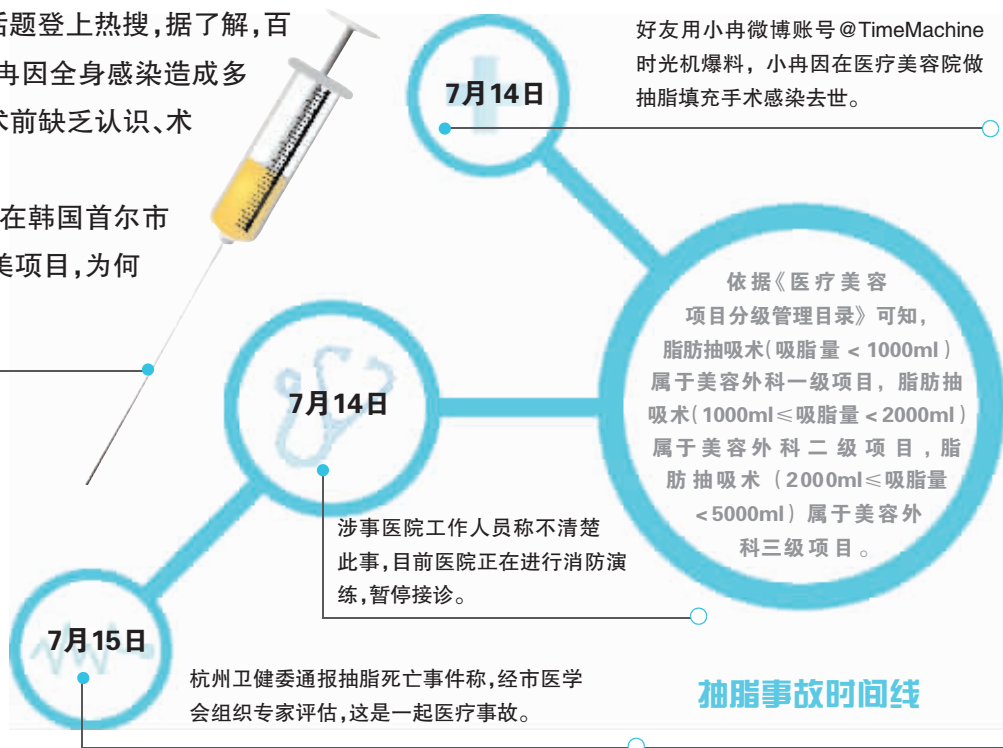 话题登上热搜,据了解,百
冉因全身感染造成多
术前缺乏认识、术
在韩国首尔市
美项目,为何
7月14日
好友用小冉微博账号@TimeMachine
时光机爆料，小冉因在医疗美容院做
抽脂填充手术感染去世。
依据《医疗美容
项目分级管理目录》可知，
脂肪抽吸术(吸脂量 < 1000ml)
属于美容外科一级项目，脂肪抽
吸术(1000ml≤吸脂量 < 2000ml)
属于美容外科二级项目，脂
肪抽吸术（2000ml≤吸脂量
<5000ml）属于美容外
科三级项目。
7月14日
涉事医院工作人员称不清楚
此事,目前医院正在进行消防演
练,暂停接诊。
7月15日
杭州卫健委通报抽脂死亡事件称,经市医学
会组织专家评估,这是一起医疗事故。
抽脂事故时间线